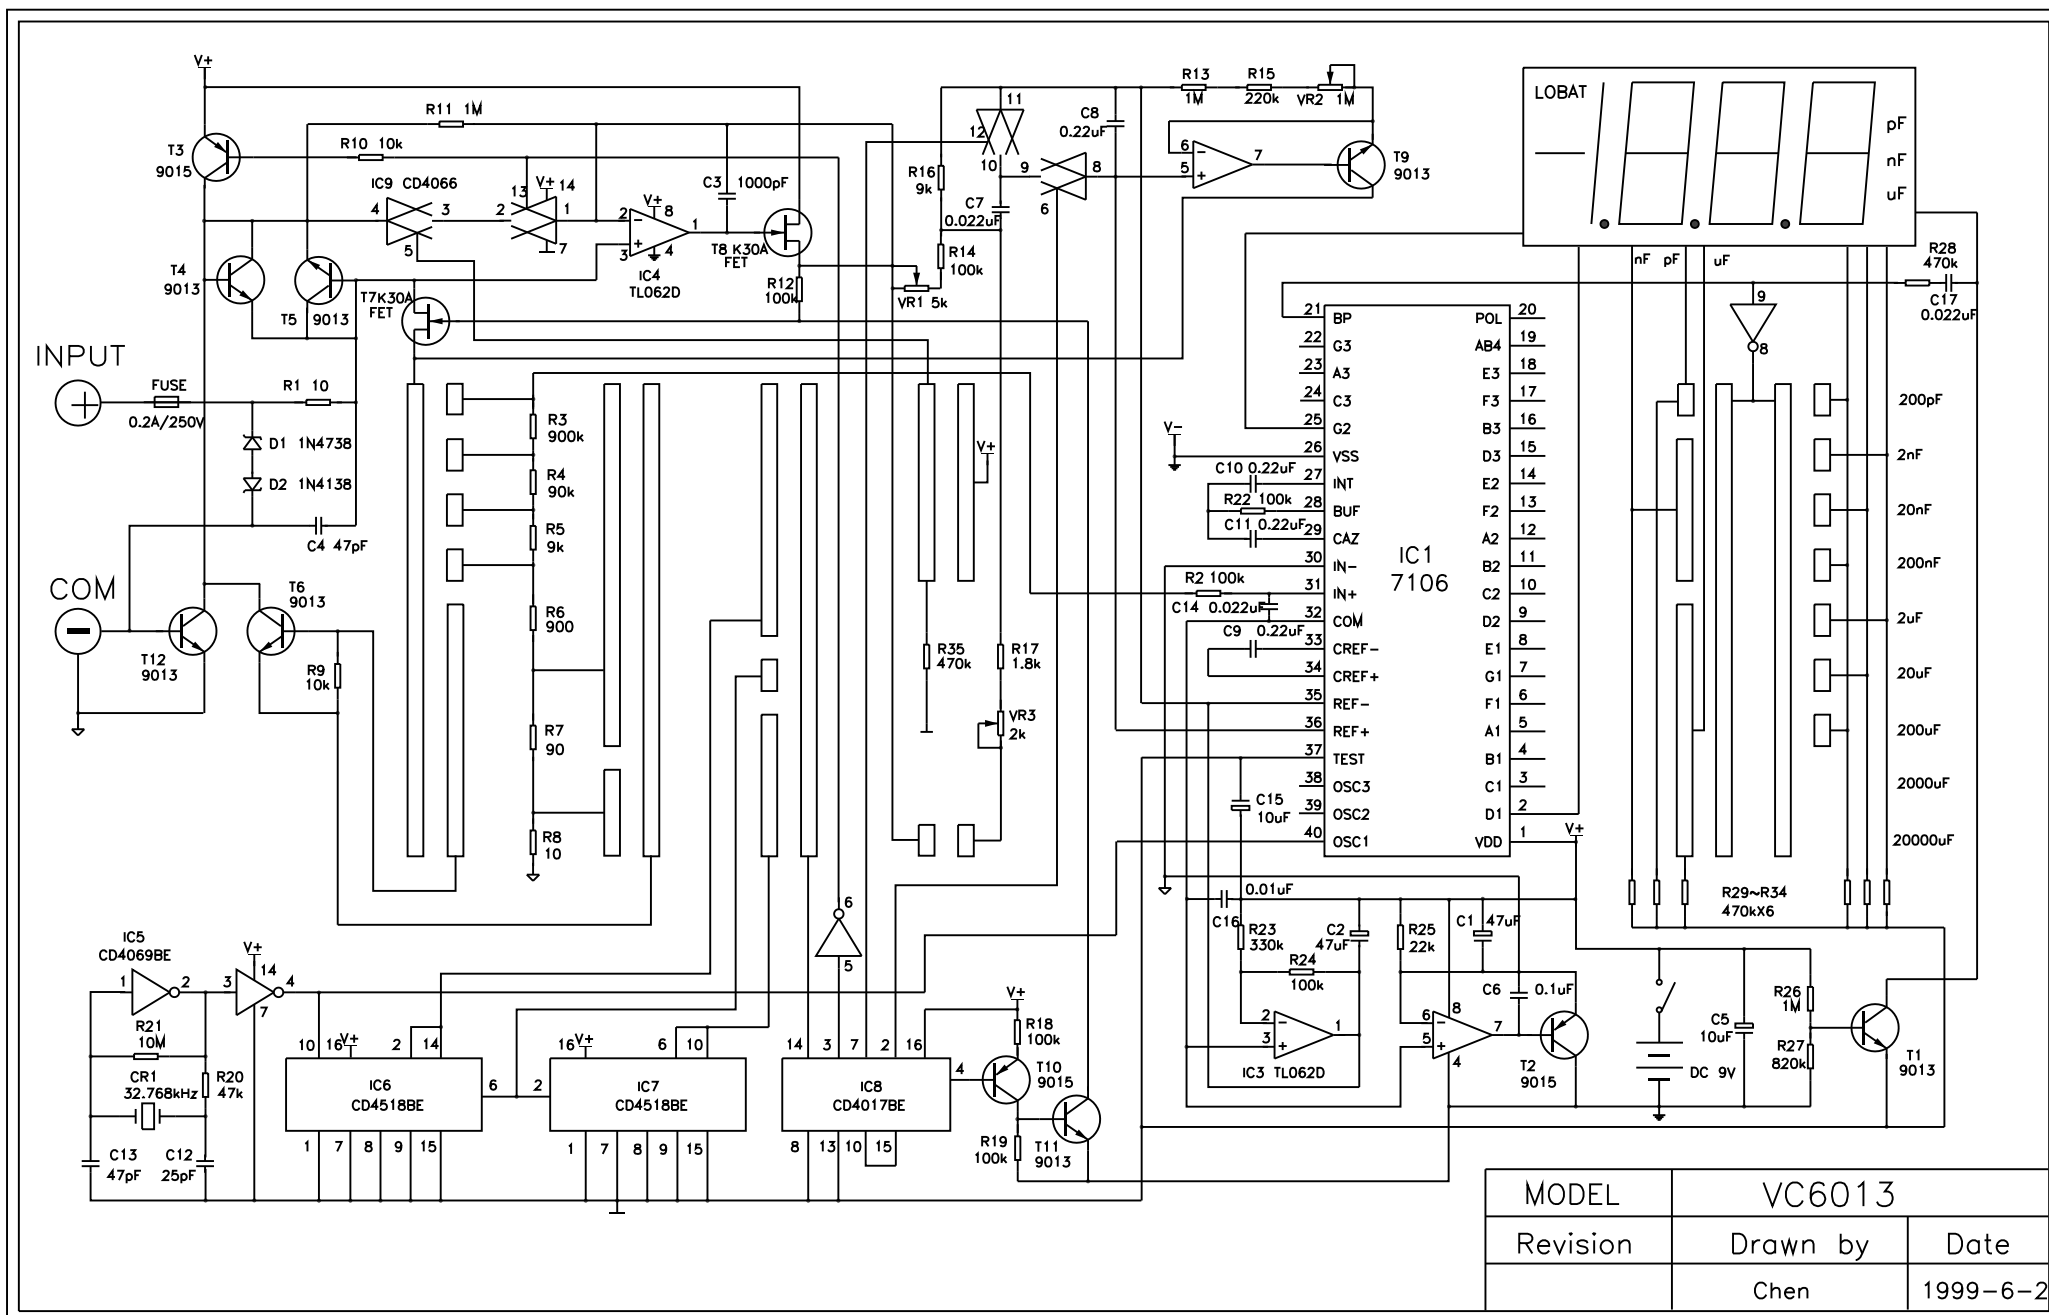 V+
T3
9015
R11 1M
R10 10k
IC9 CD4066
4
3
5
13
V+
14
2
1
7
2
3
V+
8
4
1
IC4
TL062D
C3 1000pF
T8 K30A
FET
R12
100k
VR1 5k
T4
9013
T5 9013
T7K30A
FET
R16
9k
C7
0.022uF
R14
100k
11
12
10
9
8
6
C8
0.22uF
R13
1M
R15
220k
VR2 1M
6
5
7
T9
9013
LOBAT
pF
nF
uF
nF pF uF
R28
470k
C17
0.022uF
9
8
INPUT
FUSE
0.2A/250V
R1 10
D1 1N4738
D2 1N4138
C4 47pF
COM
T12
9013
T6
9013
R9
10k
R3
900k
R4
90k
R5
9k
R6
900
R7
90
R8
10
V+
R35
470k
R17
1.8k
VR3
2k
V-
C10 0.22uF
R22 100k
C11 0.22uF
R2 100k
C14 0.022uF
C9 0.22uF
C15
10uF
IC1
7106
21 BP
22 G3
23 A3
24 C3
25 G2
26 VSS
27 INT
28 BUF
29 CAZ
30 IN-
31 IN+
32 COM
33 CREF-
34 CREF+
35 REF-
36 REF+
37 TEST
38 OSC3
39 OSC2
40 OSC1
POL 20
AB4 19
E3 18
F3 17
B3 16
D3 15
E2 14
F2 13
A2 12
B2 11
C2 10
D2 9
E1 8
G1 7
F1 6
A1 5
B1 4
C1 3
D1 2
VDD 1
V+
200pF
2nF
20nF
200nF
2uF
20uF
200uF
2000uF
20000uF
R29~R34
470kX6
IC5
CD4069BE
1
2
3
V+
14
4
7
R21
10M
CR1
32.768kHz
R20
47k
C13
47pF
C12
25pF
10
16
V+
2
14
IC6
CD4518BE
6
1
7
8
9
15
16
V+
6
10
2
IC7
CD4518BE
1
7
8
9
15
6
5
14
3
7
2
16
IC8
CD4017BE
4
8
13
10
15
V+
R18
100k
T10
9015
R19
100k
T11
9013
0.01uF
C16
R23
330k
R24
100k
C2
47uF
R25
22k
C1 47uF
2
3
1
IC3 TL062D
C6 0.1uF
6
5
8
7
4
T2
9015
DC 9V
C5
10uF
R26
1M
R27
820k
T1
9013
MODEL
VC6013
Revision
Drawn by
Date
Chen
1999-6-2